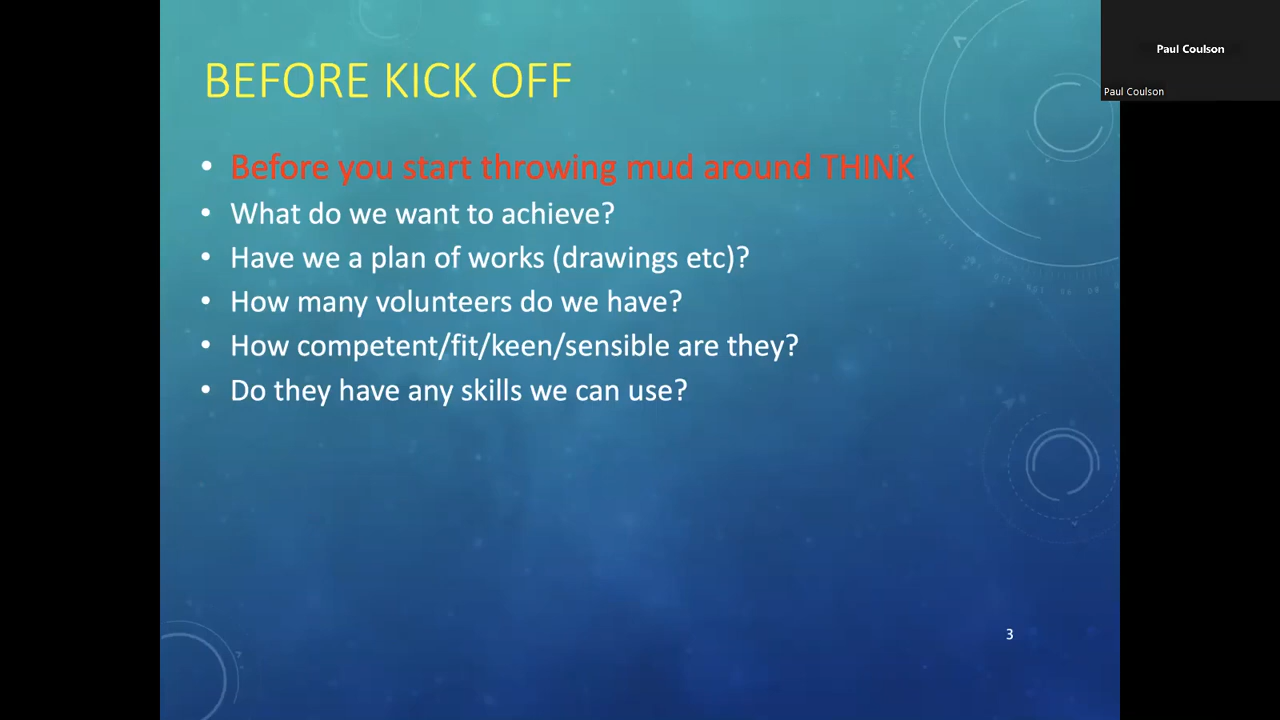 BEFORE KICK OFF
• Before you start throwing mud around THINK
• What do we want to achieve?
• Have we a plan of works (drawings etc)?
• How many volunteers do we have?
• How competent/fit/keen/sensible are they?
• Do they have any skills we can use?
3
Paul Coulson
Paul Coulson